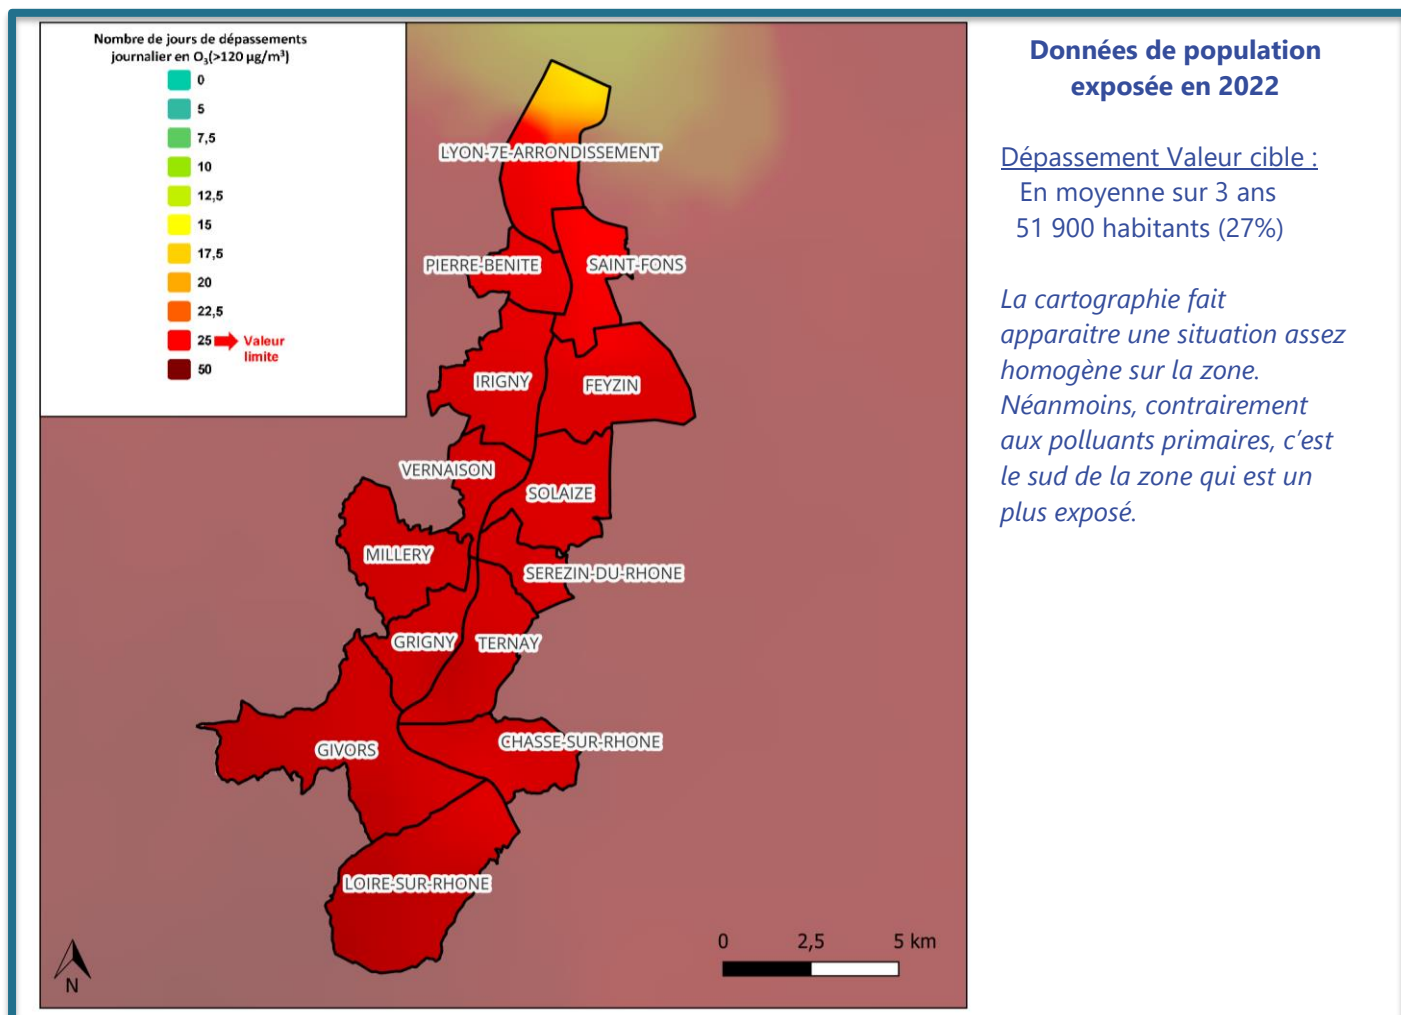 Nombre de jours de dépassements
journalier en O₃(>120 µg/m³)
0
5
7,5
10
12,5
15
17,5
20
22,5
25
Valeur
limite
50
LYON-7E-ARRONDISSEMENT
PIERRE-BENITE
SAINT-FONS
IRIGNY
FEYZIN
VERNAISON
SOLAIZE
MILLERY
SEREZIN-DU-RHONE
GRIGNY
TERNAY
GIVORS
CHASSE-SUR-RHONE
LOIRE-SUR-RHONE
0 2,5 5 km
N
Données de population
exposée en 2022
Dépassement Valeur cible :
En moyenne sur 3 ans
51 900 habitants (27%)
La cartographie fait
apparaitre une situation assez
homogène sur la zone.
Néanmoins, contrairement
aux polluants primaires, c’est
le sud de la zone qui est un
plus exposé.